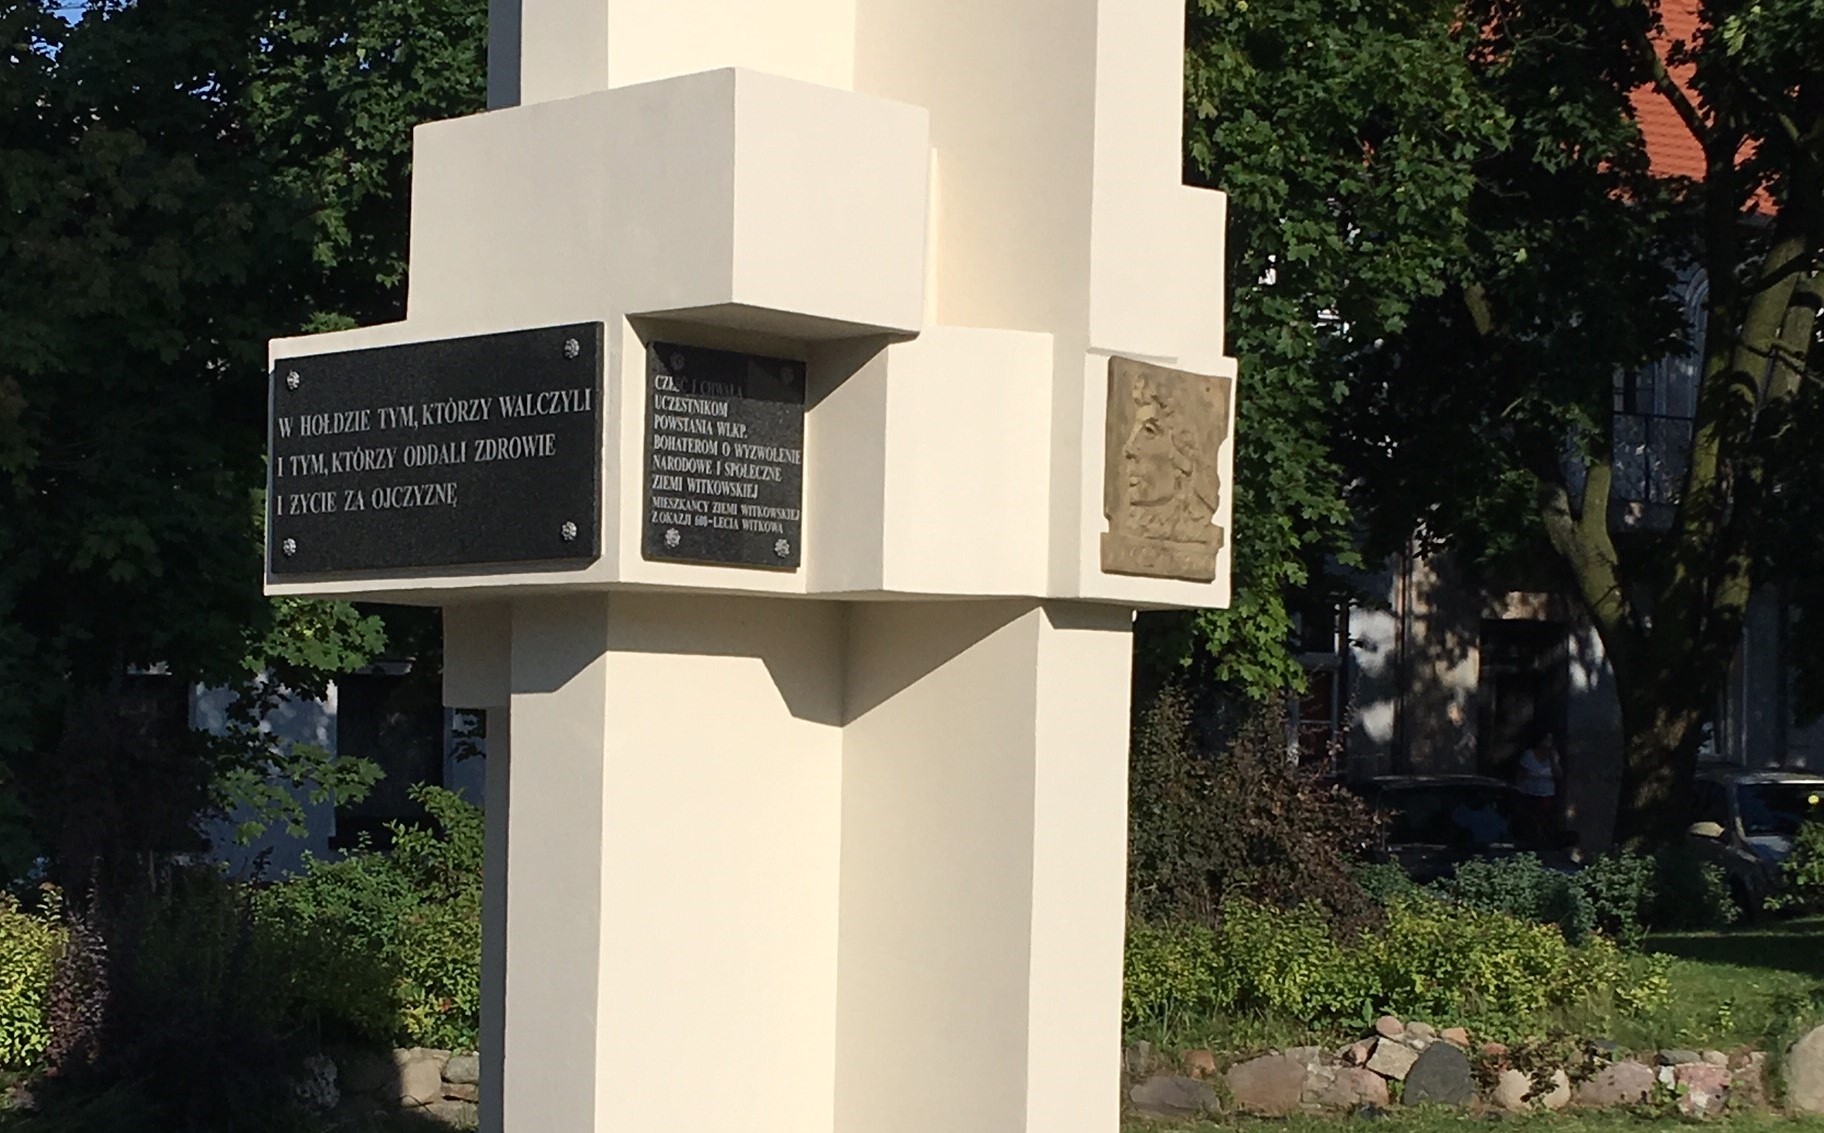 W HOŁDZIE TYM, KTÓRZY WALCZYLI
I TYM, KTÓRZY ODDALI ZDROWIE
I ŻYCIE ZA OJCZYZNĘ
CZEŚĆ I CHWAŁA
UCZESTNIKOM
POWSTANIA WLKP.
BOHATEROM O WYZWOLENIE
NARODOWE I SPOŁECZNE
ZIEMI WITKOWSKIEJ
MIESZKAŃCY ZIEMI WITKOWSKIEJ
Z OKAZJI 600-LECIA WITKOWA